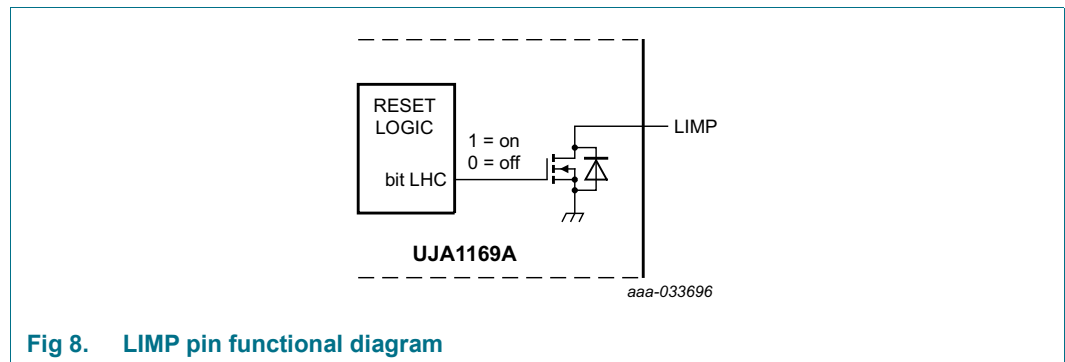 RESET
LOGIC
1 = on
0 = off
bit LHC
LIMP
UJA1169A
aaa-033696
Fig 8. LIMP pin functional diagram